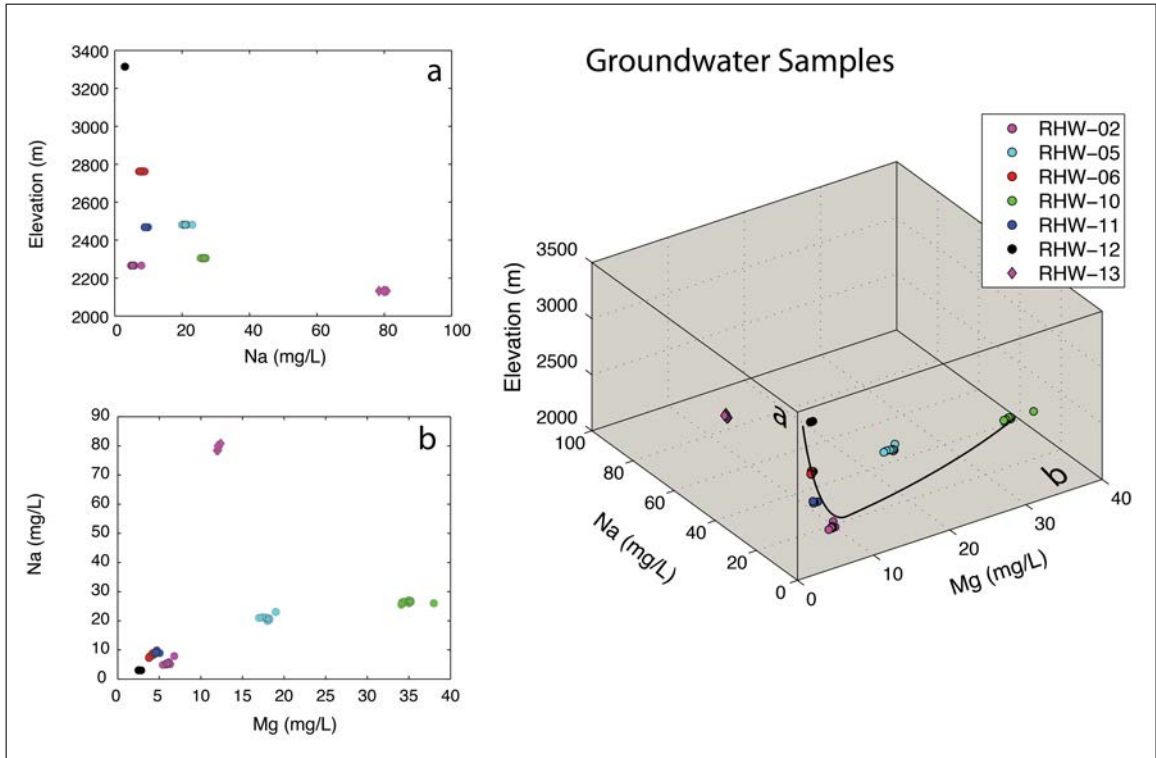 Groundwater Samples
a
3400
3200
3000
2800
2600
2400
2200
2000
Elevation (m)
0
20
40
60
80
100
Na (mg/L)
b
90
80
70
60
50
40
30
20
10
0
Na (mg/L)
0
5
10
15
20
25
30
35
40
Mg (mg/L)
RHW-02
RHW-05
RHW-06
RHW-10
RHW-11
RHW-12
RHW-13
3500
3000
2500
2000
Elevation (m)
100
80
60
40
20
0
Na (mg/L)
0
10
20
30
40
Mg (mg/L)
a
b